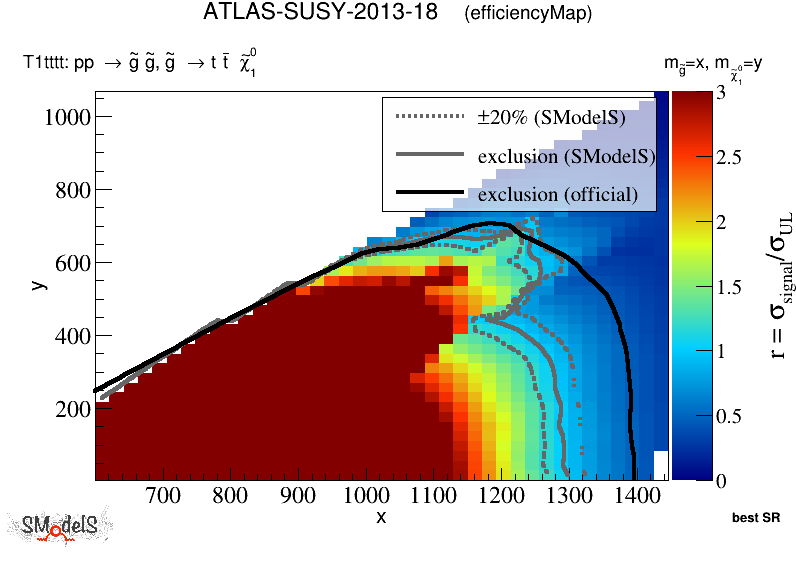 ATLAS-SUSY-2013-18 (efficiencyMap)
T1tttt: pp → g̃ g̃, g̃ → t t̄ χ̃₁⁰
m_g̃=x, m_χ̃₁⁰=y
±20% (SModelS)
exclusion (SModelS)
exclusion (official)
1000
800
600
400
200
y
700 800 900 1000 1100 1200 1300 1400
x
3
2.5
2
1.5
1
0.5
0
r = σ_signal/σ_UL
best SR
SModelS